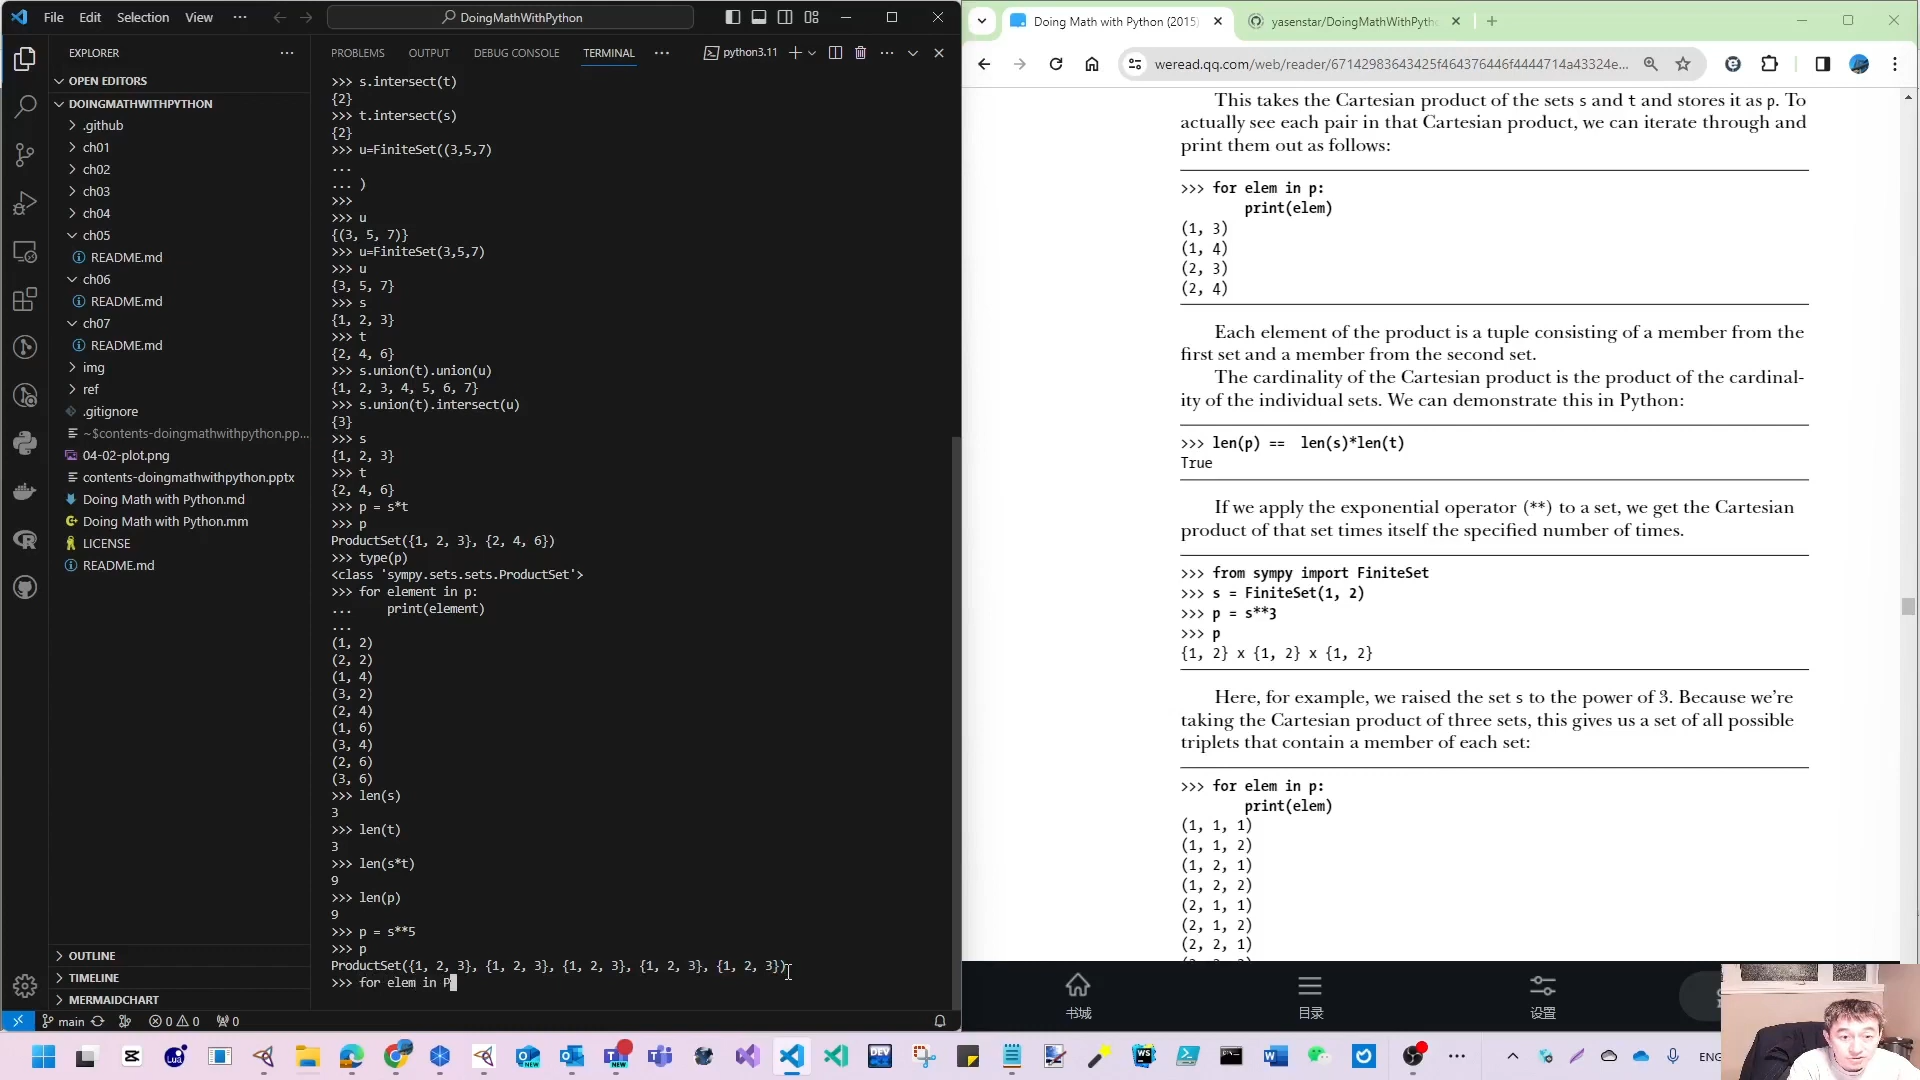 File Edit Selection View
DoingMathWithPython
EXPLORER
OPEN EDITORS
DOINGMATHWITHPYTHON
.github
ch01
ch02
ch03
ch04
ch05
README.md
ch06
README.md
ch07
README.md
img
ref
.gitignore
~$contents-doingmathwithpython.pp...
04-02-plot.png
contents-doingmathwithpython.pptx
Doing Math with Python.md
Doing Math with Python.mm
LICENSE
README.md
OUTLINE
TIMELINE
MERMAIDCHART
PROBLEMS OUTPUT DEBUG CONSOLE TERMINAL
python3.11
>>> s.intersect(t)
{2}
>>> t.intersect(s)
{2}
>>> u=FiniteSet((3,5,7)
...
... )
>>>
>>> u
{(3, 5, 7)}
>>> u=FiniteSet(3,5,7)
>>> u
{3, 5, 7}
>>> s
{1, 2, 3}
>>> t
{2, 4, 6}
>>> s.union(t).union(u)
{1, 2, 3, 4, 5, 6, 7}
>>> s.union(t).intersect(u)
{3}
>>> s
{1, 2, 3}
>>> t
{2, 4, 6}
>>> p = s*t
>>> p
ProductSet({1, 2, 3}, {2, 4, 6})
>>> type(p)
<class 'sympy.sets.sets.ProductSet'>
>>> for element in p:
...     print(element)
...
(1, 2)
(2, 2)
(1, 4)
(3, 2)
(2, 4)
(1, 6)
(3, 4)
(2, 6)
(3, 6)
>>> len(s)
3
>>> len(t)
3
>>> len(s*t)
9
>>> len(p)
9
>>> p = s**5
>>> p
ProductSet({1, 2, 3}, {1, 2, 3}, {1, 2, 3}, {1, 2, 3}, {1, 2, 3})
>>> for elem in P
main
0 0 0
Doing Math with Python (2015)
yasenstar/DoingMathWithPytho
weread.qq.com/web/reader/67142983643425f464376446f4444714a43324e...
This takes the Cartesian product of the sets s and t and stores it as p. To
actually see each pair in that Cartesian product, we can iterate through and
print them out as follows:
>>> for elem in p:
        print(elem)
(1, 3)
(1, 4)
(2, 3)
(2, 4)
Each element of the product is a tuple consisting of a member from the
first set and a member from the second set.
The cardinality of the Cartesian product is the product of the cardinal-
ity of the individual sets. We can demonstrate this in Python:
>>> len(p) == len(s)*len(t)
True
If we apply the exponential operator (**) to a set, we get the Cartesian
product of that set times itself the specified number of times.
>>> from sympy import FiniteSet
>>> s = FiniteSet(1, 2)
>>> p = s**3
>>> p
{1, 2} x {1, 2} x {1, 2}
Here, for example, we raised the set s to the power of 3. Because we're
taking the Cartesian product of three sets, this gives us a set of all possible
triplets that contain a member of each set:
>>> for elem in p:
        print(elem)
(1, 1, 1)
(1, 1, 2)
(1, 2, 1)
(1, 2, 2)
(2, 1, 1)
(2, 1, 2)
(2, 2, 1)
书城 目录 设置
ENG